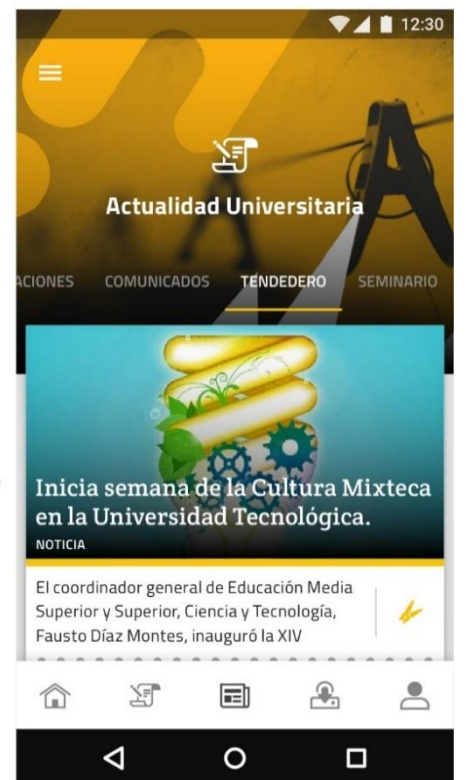 12:30
Actualidad Universitaria
ACIONES COMUNICADOS TENDEDERO SEMINARIO
Inicia semana de la Cultura Mixteca
en la Universidad Tecnológica.
NOTICIA
El coordinador general de Educación Media
Superior y Superior, Ciencia y Tecnología,
Fausto Díaz Montes, inauguró la XIV